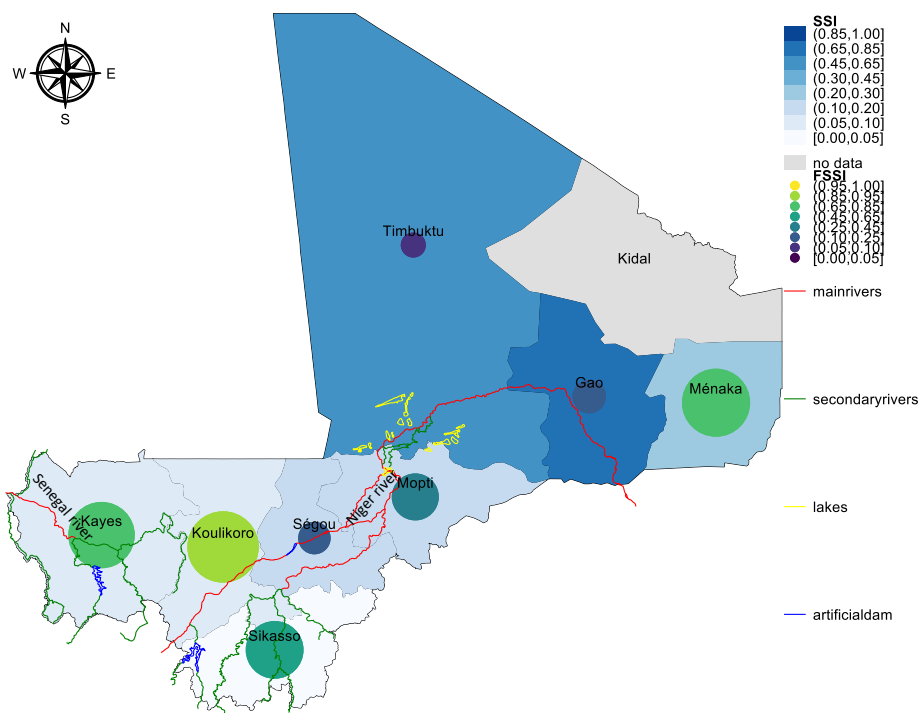 N
W
E
S
SSI
(0.85,1.00]
(0.65,0.85]
(0.45,0.65]
(0.30,0.45]
(0.20,0.30]
(0.10,0.20]
(0.05,0.10]
[0.00,0.05]
no data
FSSI
(0.95,1.00]
(0.85,0.95]
(0.65,0.85]
(0.45,0.65]
(0.25,0.45]
(0.10,0.25]
(0.05,0.10]
[0.00,0.05]
mainrivers
secondaryrivers
lakes
artificialdam
Timbuktu
Kidal
Gao
Ménaka
Senegal river
Kayes
Koulikoro
Ségou
Niger river
Mopti
Sikasso